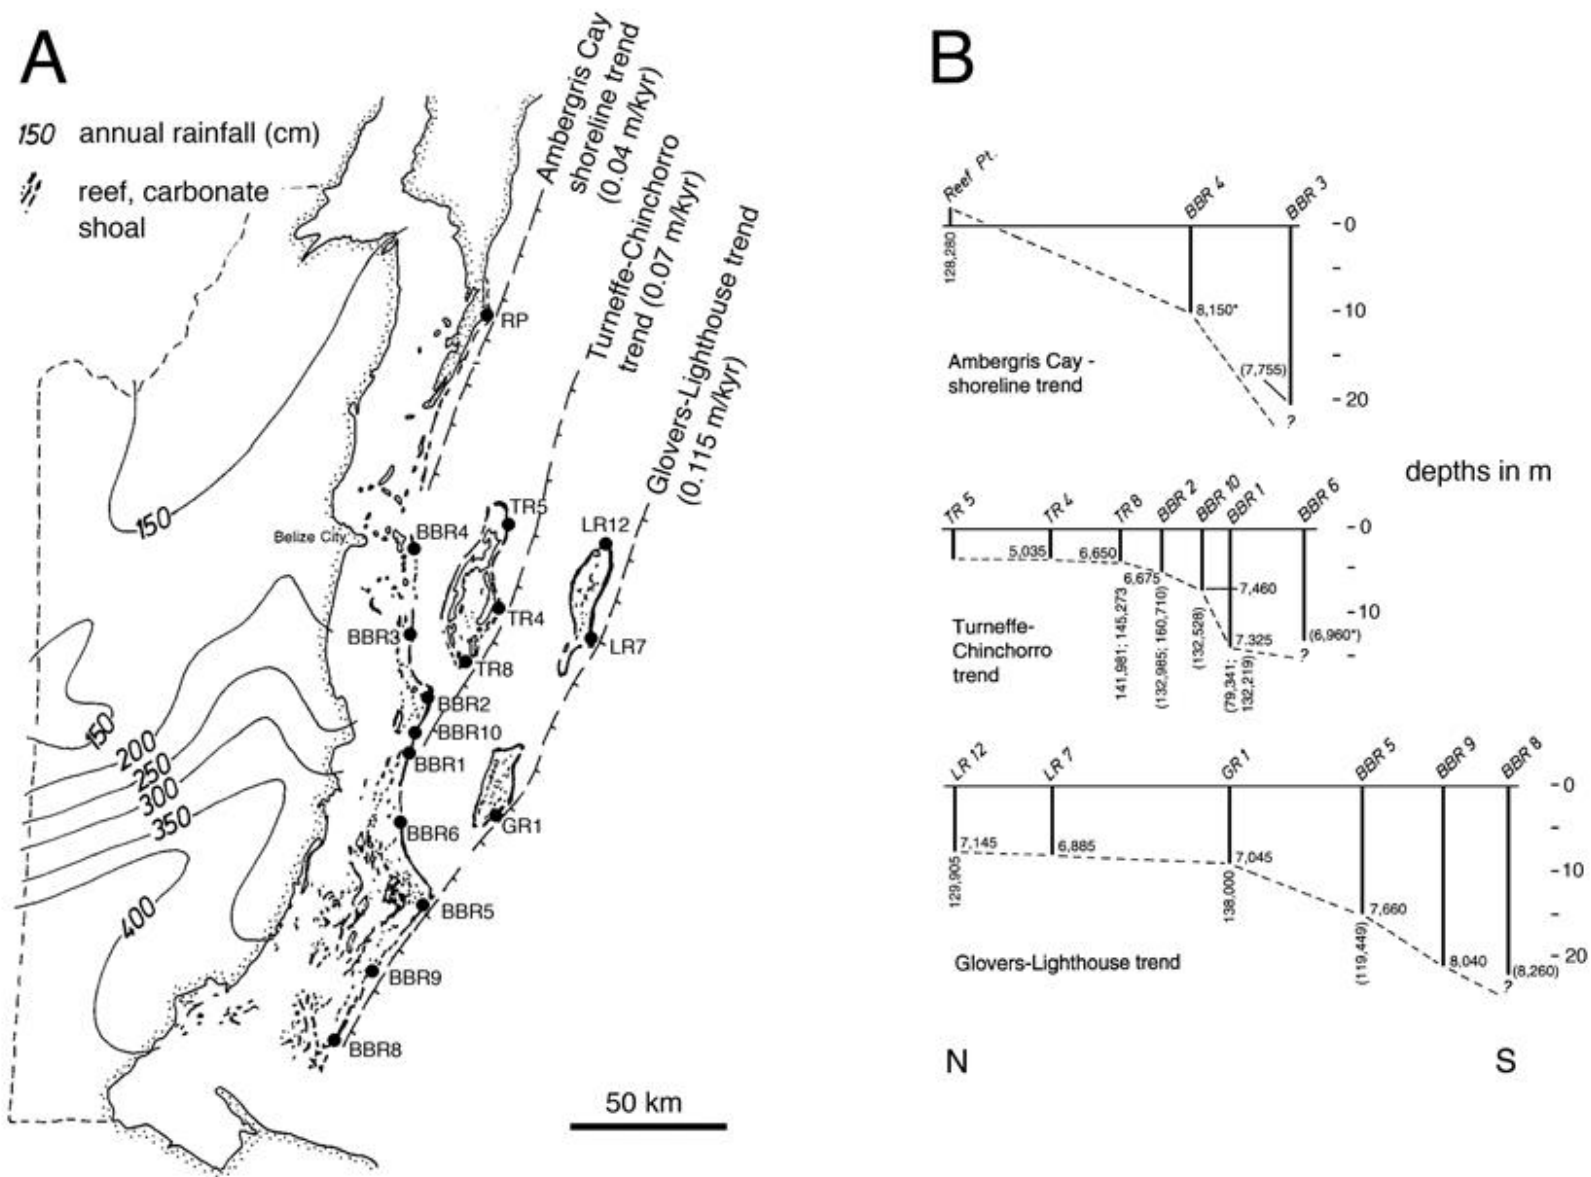 A
150 annual rainfall (cm)
reef, carbonate
shoal
Ambergris Cay
shoreline trend
(0.04 m/kyr)
Turneffe-Chinchorro
trend (0.07 m/kyr)
Glovers-Lighthouse trend
(0.115 m/kyr)
RP
150
Belize City
BBR4
TR5
LR12
BBR3
TR4
LR7
TR8
BBR2
BBR10
BBR1
150
200
250
300
350
BBR6
GR1
400
BBR5
BBR9
BBR8
50 km
B
Reef Pt.
BBR 4
BBR 3
128,280
8,150*
(7,755)
?
-0
-
-10
-
-20
Ambergris Cay -
shoreline trend
depths in m
TR 5
TR 4
TR 8
BBR 2
BBR 10
BBR 1
BBR 6
-0
-
-10
-
5,035
6,650
6,675
7,460
7,325
(6,960*)
?
141,981; 145,273
(132,985; 160,710)
(132,528)
(79,341;
132,219)
Turneffe-
Chinchorro
trend
LR 12
LR 7
GR 1
BBR 5
BBR 9
BBR 8
-0
-
-10
-
-20
7,145
6,885
7,045
7,660
8,040
(8,260)
?
129,905
138,000
(119,449)
Glovers-Lighthouse trend
N
S